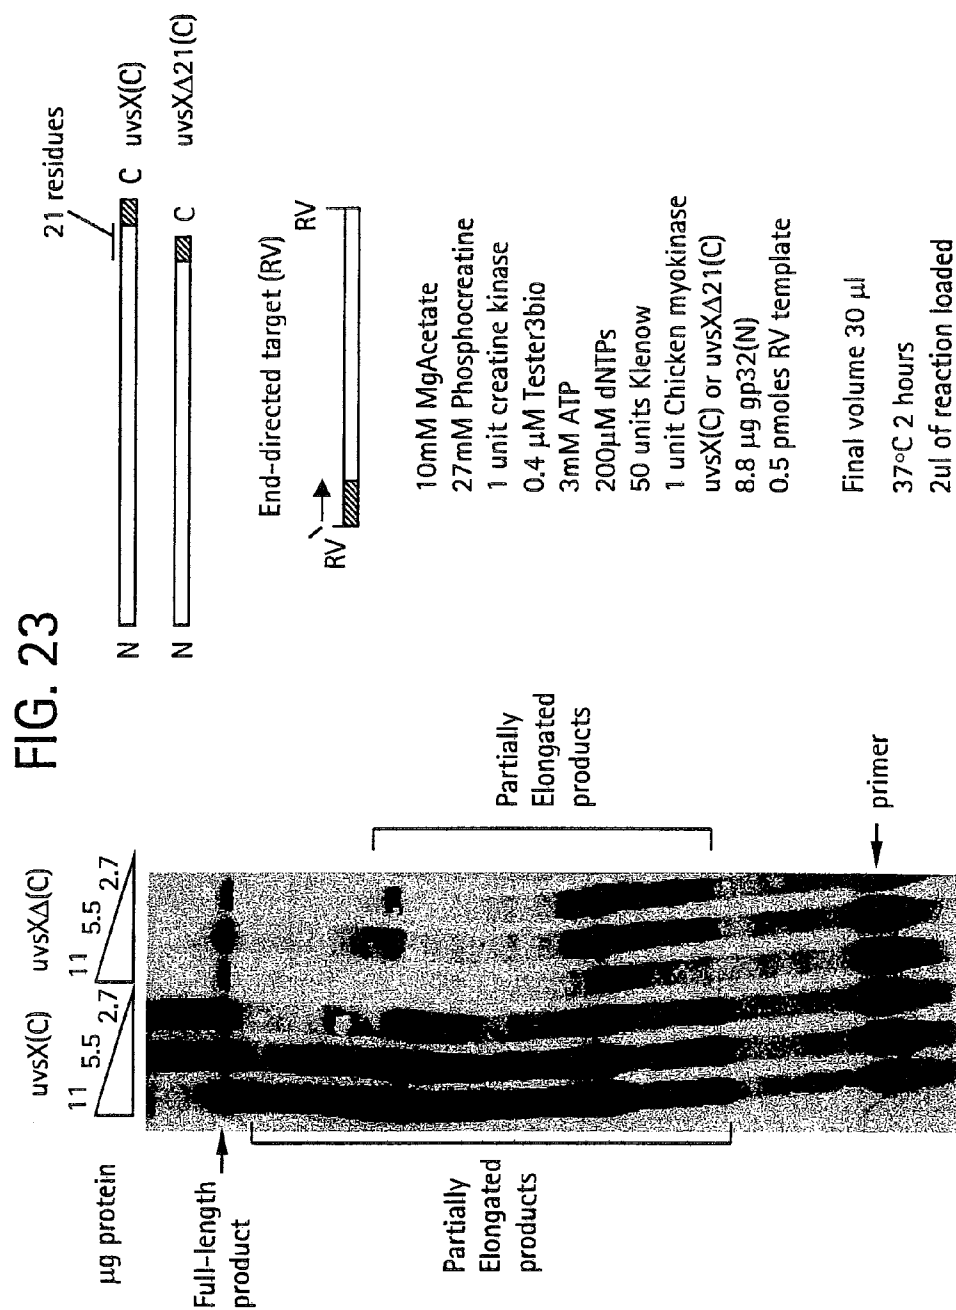 FIG. 23
µg protein
uvsX(C)
uvsXΔ(C)
11 5.5 2.7
11 5.5 2.7
Full-length
product
Partially
Elongated
products
Partially
Elongated
products
primer
21 residues
N C uvsX(C)
N C uvsXΔ21(C)
End-directed target (RV)
RV RV
10mM MgAcetate
27mM Phosphocreatine
1 unit creatine kinase
0.4 µM Tester3bio
3mM ATP
200µM dNTPs
50 units Klenow
1 unit Chicken myokinase
uvsX(C) or uvsXΔ21(C)
8.8 µg gp32(N)
0.5 pmoles RV template
Final volume 30 µl
37°C 2 hours
2ul of reaction loaded